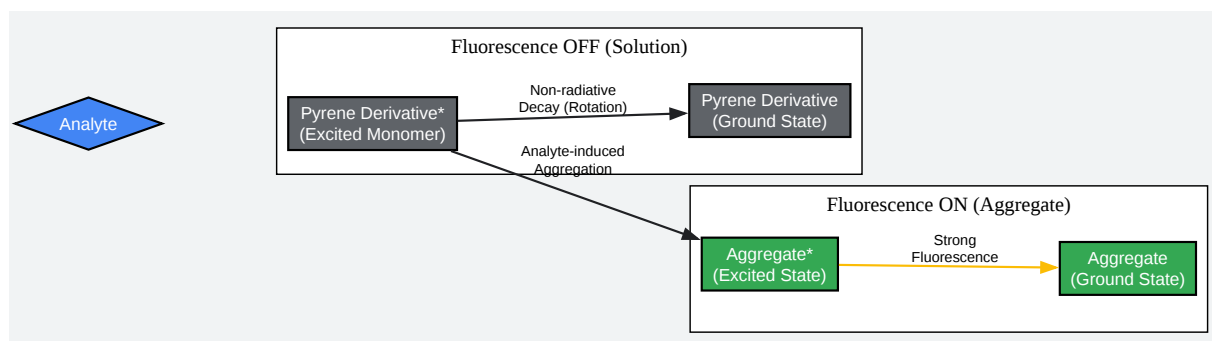 Fluorescence OFF (Solution)
Analyte
Pyrene Derivative*
(Excited Monomer)
Non-radiative
Decay (Rotation)
Pyrene Derivative
(Ground State)
Analyte-induced
Aggregation
Fluorescence ON (Aggregate)
Aggregate*
(Excited State)
Strong
Fluorescence
Aggregate
(Ground State)